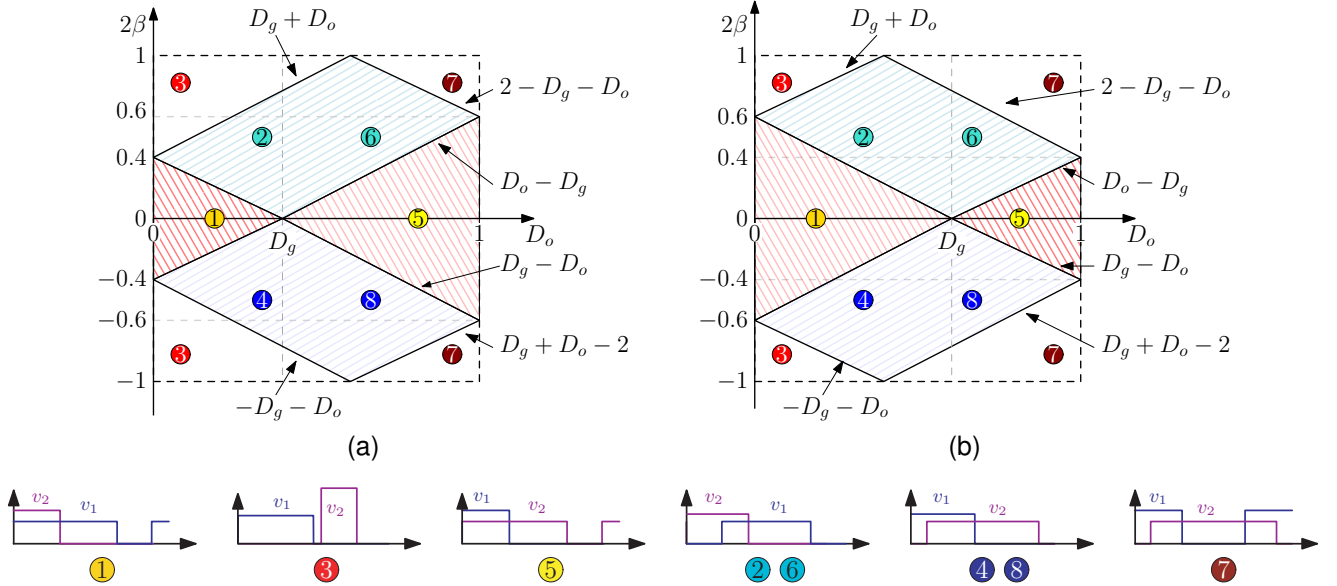 2β
D_g + D_o
1
3
7
2 − D_g − D_o
0.6
2
6
0.4
D_o − D_g
1
5
0
0
D_g
1
D_o
D_g − D_o
−0.4
4
8
−0.6
D_g + D_o − 2
3
7
−1
−D_g − D_o
(a)
2β
D_g + D_o
1
3
7
2 − D_g − D_o
0.6
2
6
0.4
D_o − D_g
1
5
0
0
D_g
1
D_o
D_g − D_o
−0.4
4
8
−0.6
D_g + D_o − 2
3
7
−1
−D_g − D_o
(b)
v_2
v_1
1
v_1
v_2
3
v_1
v_2
5
v_2
v_1
2 6
v_1
v_2
4 8
v_1
v_2
7